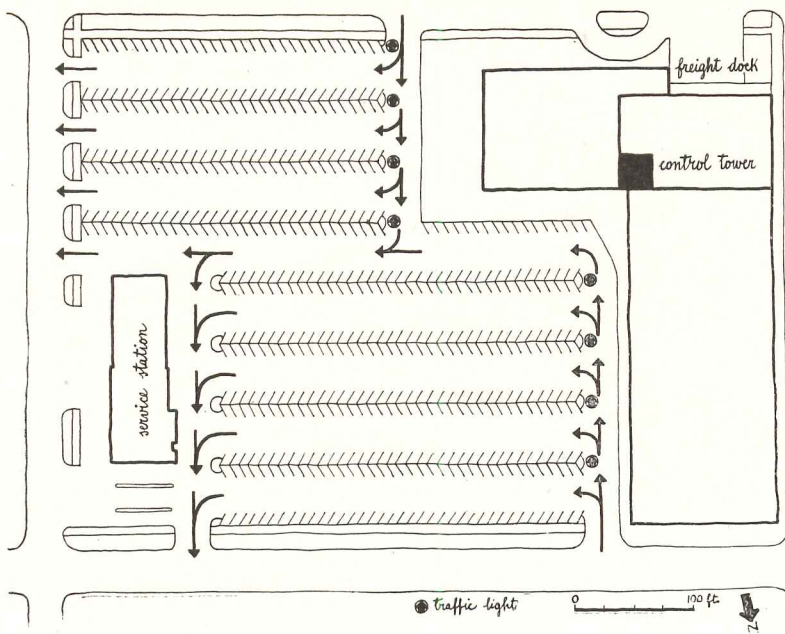 freight dock
control tower
service station
traffic light
0 100 ft.
N